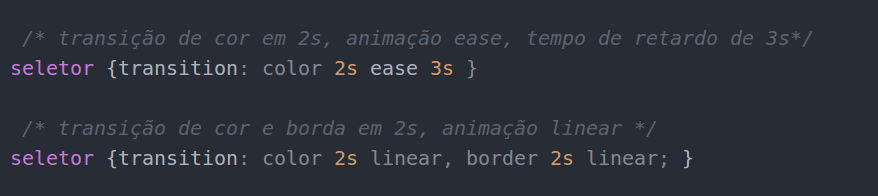 /* transição de cor em 2s, animação ease, tempo de retardo de 3s*/
seletor {transition: color 2s ease 3s }
/* transição de cor e borda em 2s, animação linear */
seletor {transition: color 2s linear, border 2s linear; }